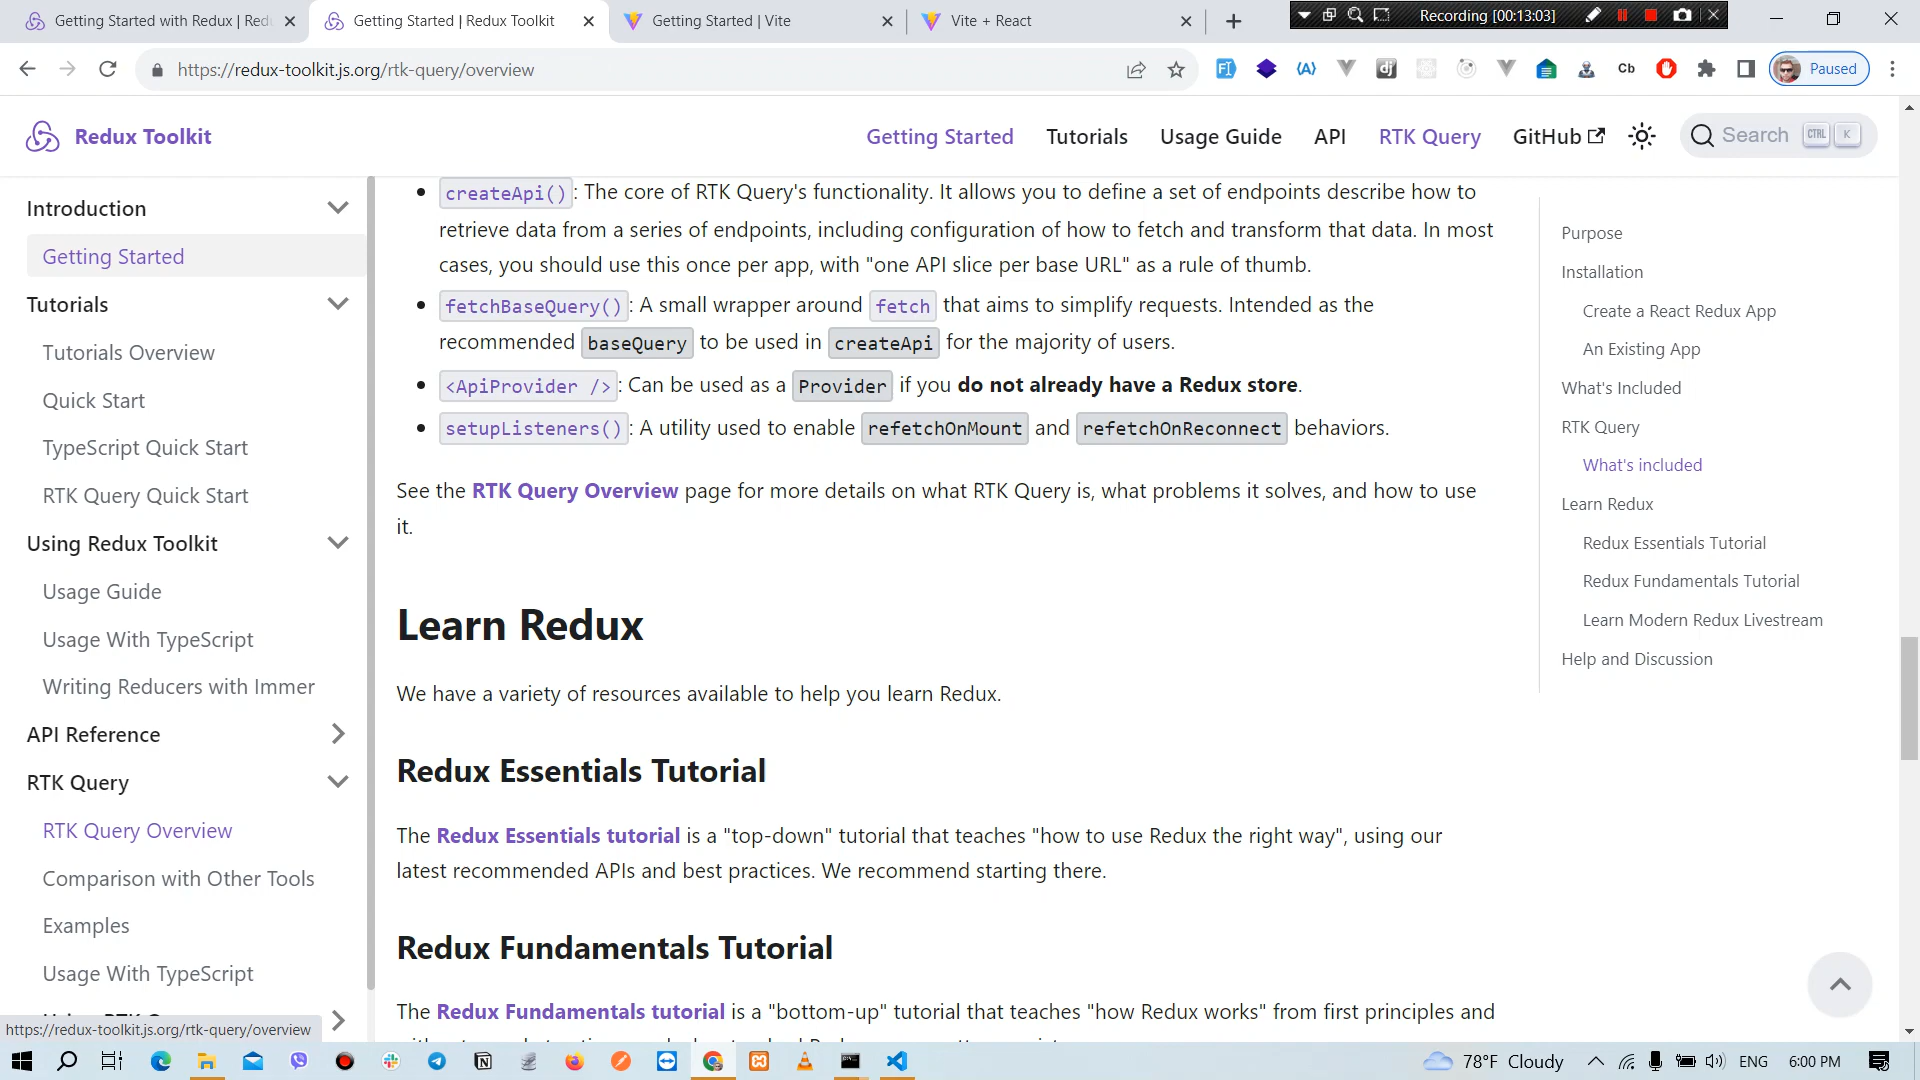 Getting Started with Redux | Red
Getting Started | Redux Toolkit
Getting Started | Vite
Vite + React
Recording [00:13:03]
https://redux-toolkit.js.org/rtk-query/overview
Cb
Paused
Redux Toolkit
Getting Started
Tutorials
Usage Guide
API
RTK Query
GitHub
Search
CTRL
K
Introduction
Getting Started
Tutorials
Tutorials Overview
Quick Start
TypeScript Quick Start
RTK Query Quick Start
Using Redux Toolkit
Usage Guide
Usage With TypeScript
Writing Reducers with Immer
API Reference
RTK Query
RTK Query Overview
Comparison with Other Tools
Examples
Usage With TypeScript
https://redux-toolkit.js.org/rtk-query/overview
createApi(): The core of RTK Query's functionality. It allows you to define a set of endpoints describe how to
retrieve data from a series of endpoints, including configuration of how to fetch and transform that data. In most
cases, you should use this once per app, with "one API slice per base URL" as a rule of thumb.
fetchBaseQuery(): A small wrapper around fetch that aims to simplify requests. Intended as the
recommended baseQuery to be used in createApi for the majority of users.
<ApiProvider />: Can be used as a Provider if you do not already have a Redux store.
setupListeners(): A utility used to enable refetchOnMount and refetchOnReconnect behaviors.
See the RTK Query Overview page for more details on what RTK Query is, what problems it solves, and how to use
it.
Learn Redux
We have a variety of resources available to help you learn Redux.
Redux Essentials Tutorial
The Redux Essentials tutorial is a "top-down" tutorial that teaches "how to use Redux the right way", using our
latest recommended APIs and best practices. We recommend starting there.
Redux Fundamentals Tutorial
The Redux Fundamentals tutorial is a "bottom-up" tutorial that teaches "how Redux works" from first principles and
Purpose
Installation
Create a React Redux App
An Existing App
What's Included
RTK Query
What's included
Learn Redux
Redux Essentials Tutorial
Redux Fundamentals Tutorial
Learn Modern Redux Livestream
Help and Discussion
78°F Cloudy
ENG
6:00 PM